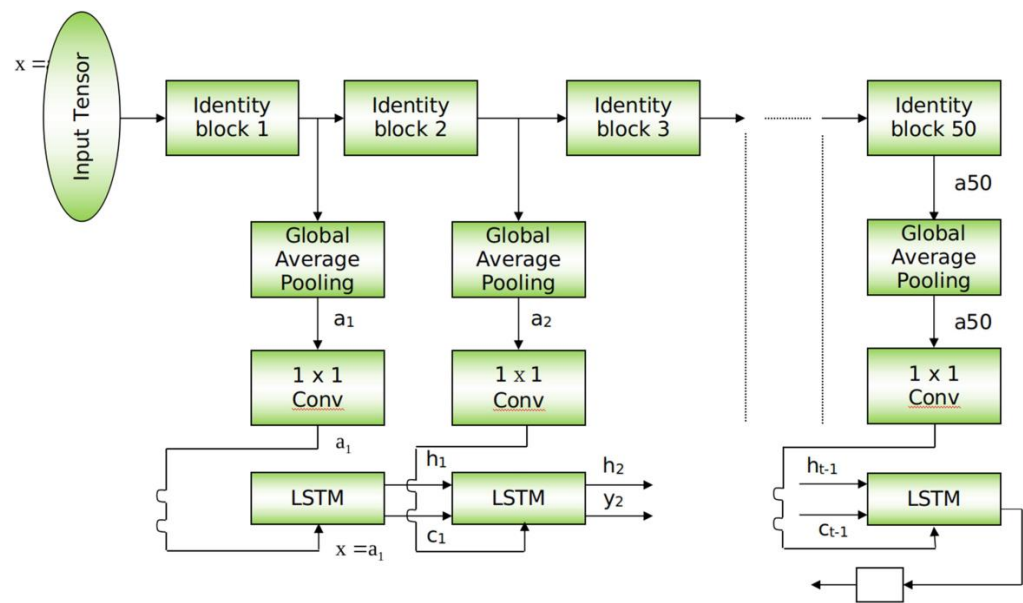 x =
Input Tensor
Identity
block 1
Identity
block 2
Identity
block 3
Identity
block 50
a50
Global
Average
Pooling
Global
Average
Pooling
Global
Average
Pooling
a1
a2
a50
1 x 1
Conv
1 x 1
Conv
1 x 1
Conv
a1
h1
h2
ht-1
LSTM
LSTM
LSTM
y2
c1
ct-1
x =a1